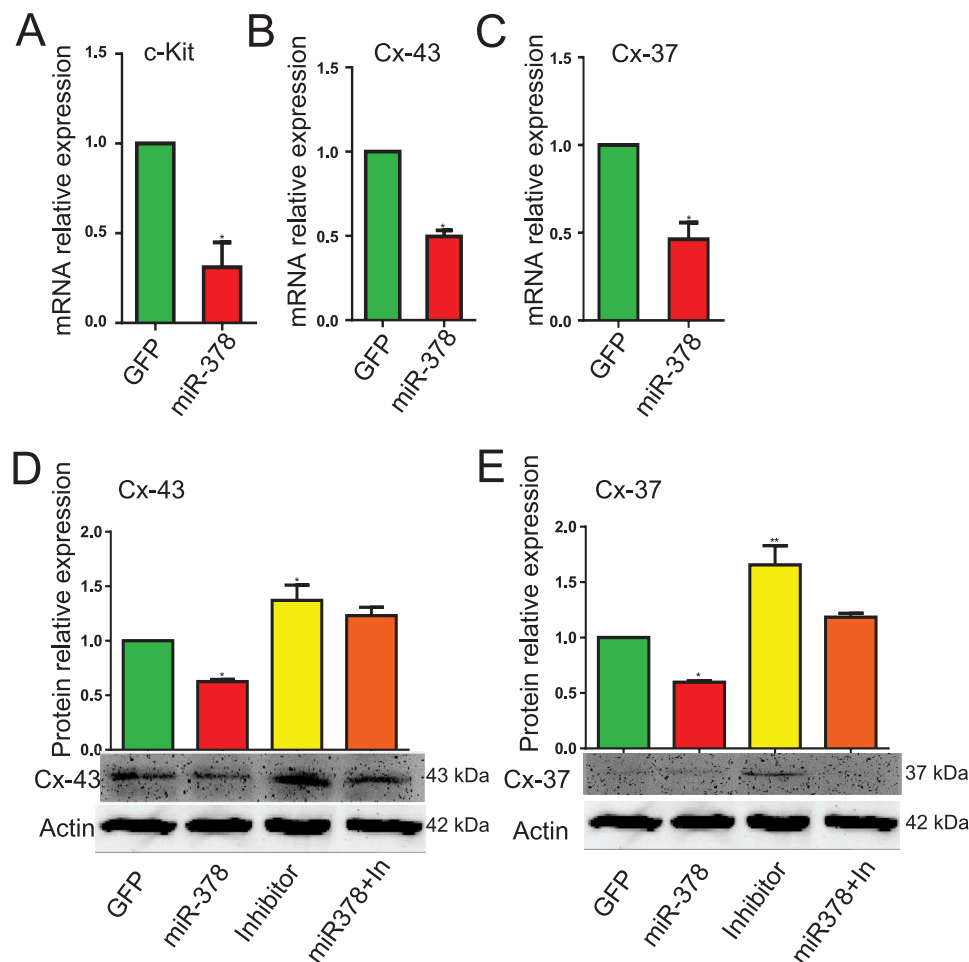 A
c-Kit
mRNA relative expression
1.5
1.0
0.5
0.0
*
GFP
miR-378
B
Cx-43
mRNA relative expression
1.5
1.0
0.5
0.0
*
GFP
miR-378
C
Cx-37
mRNA relative expression
1.5
1.0
0.5
0.0
*
GFP
miR-378
D
Cx-43
Protein relative expression
2.0
1.5
1.0
0.5
0.0
*
*
Cx-43
43 kDa
Actin
42 kDa
GFP
miR-378
Inhibitor
miR378+In
E
Cx-37
Protein relative expression
2.0
1.5
1.0
0.5
0.0
*
**
Cx-37
37 kDa
Actin
42 kDa
GFP
miR-378
Inhibitor
miR378+In